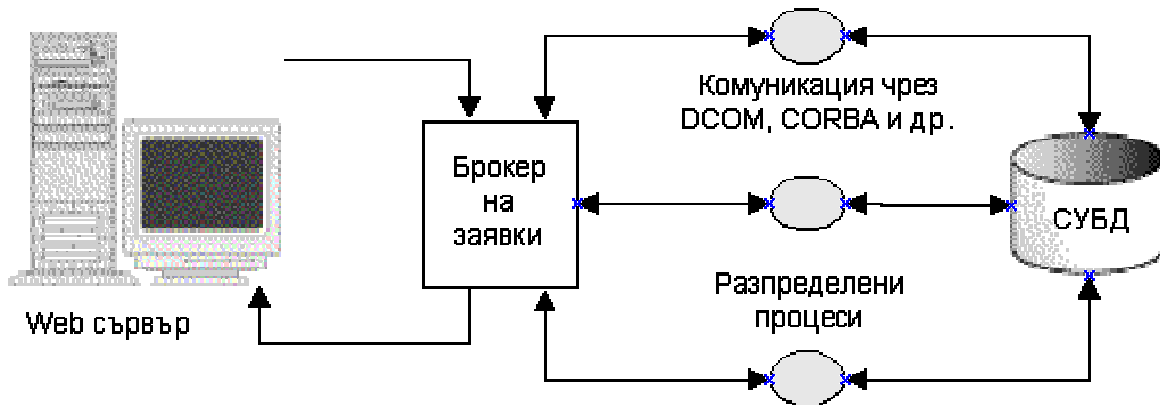 Комуникация чрез
DCOM, CORBA и др.
Брокер
на
заявки
СУБД
Разпределени
процеси
Web сървър